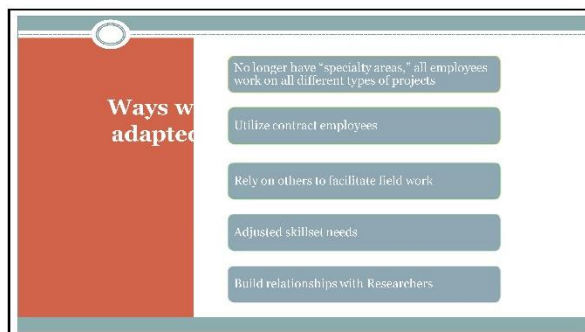 Ways w
adapted
No longer have “specialty areas,” all employees
work on all different types of projects
Utilize contract employees
Rely on others to facilitate field work
Adjusted skillset needs
Build relationships with Researchers